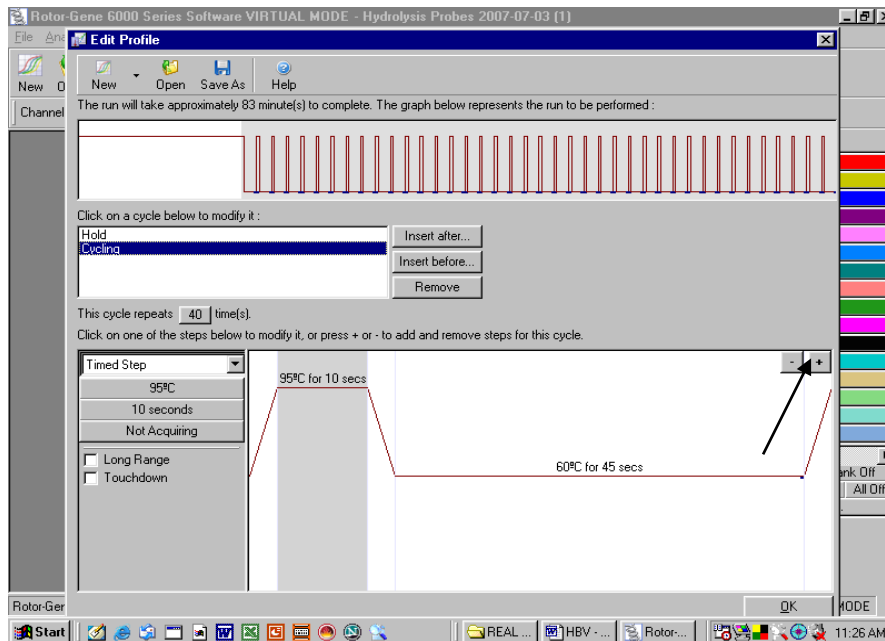 Rotor-Gene 6000 Series Software VIRTUAL MODE - Hydrolysis Probes 2007-07-03 (1)
File
Edit Profile
New
New Open Save As Help
Channel
The run will take approximately 83 minute(s) to complete. The graph below represents the run to be performed :
Click on a cycle below to modify it :
Hold
Cycling
Insert after...
Insert before...
Remove
This cycle repeats 40 time(s).
Click on one of the steps below to modify it, or press + or - to add and remove steps for this cycle.
Timed Step
- +
95ºC
95ºC for 10 secs
10 seconds
Not Acquiring
Long Range
60ºC for 45 secs
Touchdown
Off
All Off
OK
Rotor-Ger
MODE
Start
REAL ... HBV - ... Rotor-... 11:26 AM